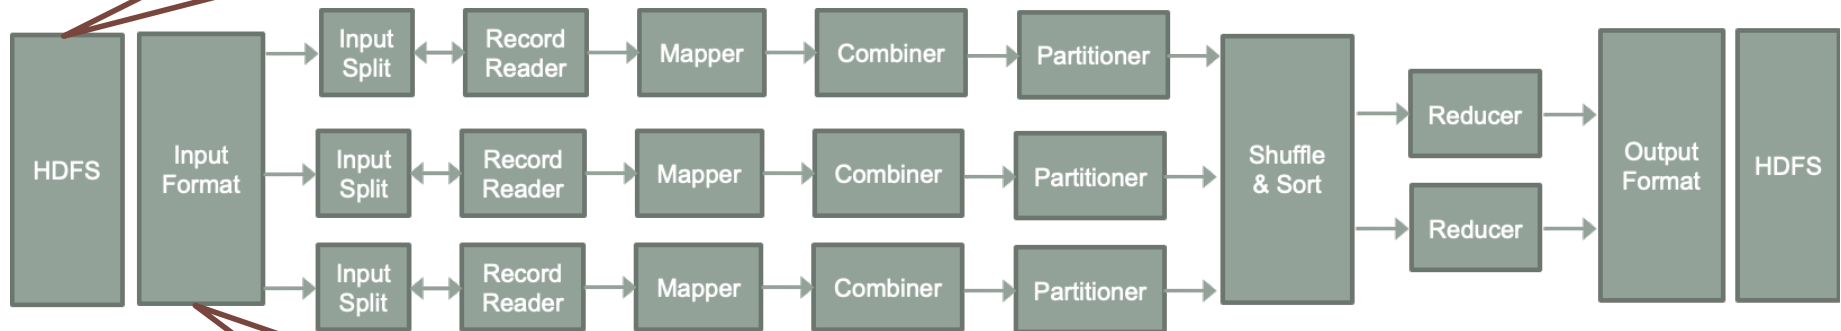 HDFS
Input
Format
Input
Split
Record
Reader
Mapper
Combiner
Partitioner
Input
Split
Record
Reader
Mapper
Combiner
Partitioner
Input
Split
Record
Reader
Mapper
Combiner
Partitioner
Shuffle
& Sort
Reducer
Reducer
Output
Format
HDFS